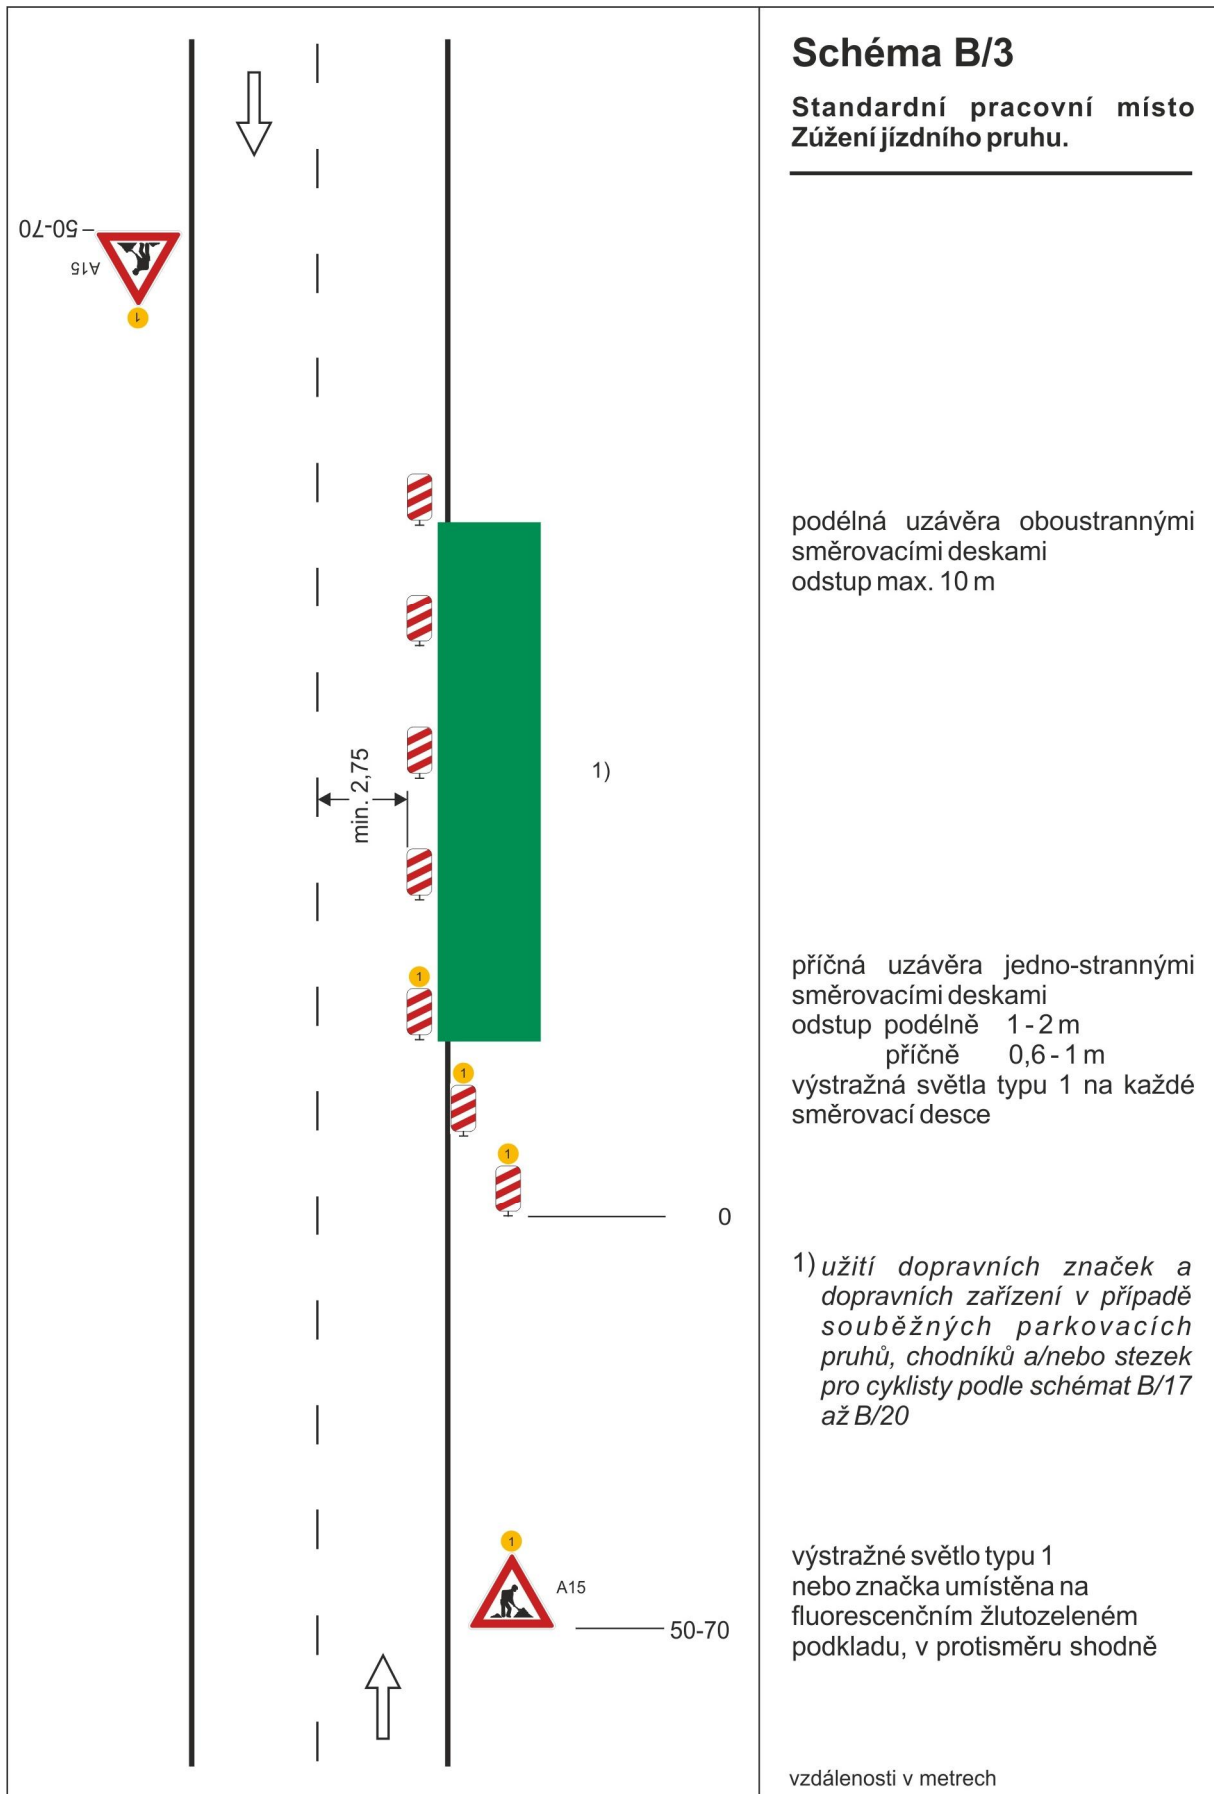 Schéma B/3
Standardní pracovní místo
Zúžení jízdního pruhu.
50-70
A15
1
podélná uzávěra oboustrannými
směrovacími deskami
odstup max. 10 m
min. 2,75
1)
1
příčná uzávěra jedno-strannými
směrovacími deskami
odstup podélně 1 - 2 m
příčně 0,6 - 1 m
výstražná světla typu 1 na každé
směrovací desce
1
1
0
1) užití dopravních značek a
dopravních zařízení v případě
souběžných parkovacích
pruhů, chodníků a/nebo stezek
pro cyklisty podle schémat B/17
až B/20
1
A15
50-70
výstražné světlo typu 1
nebo značka umístěna na
fluorescenčním žlutozeleném
podkladu, v protisměru shodně
vzdálenosti v metrech